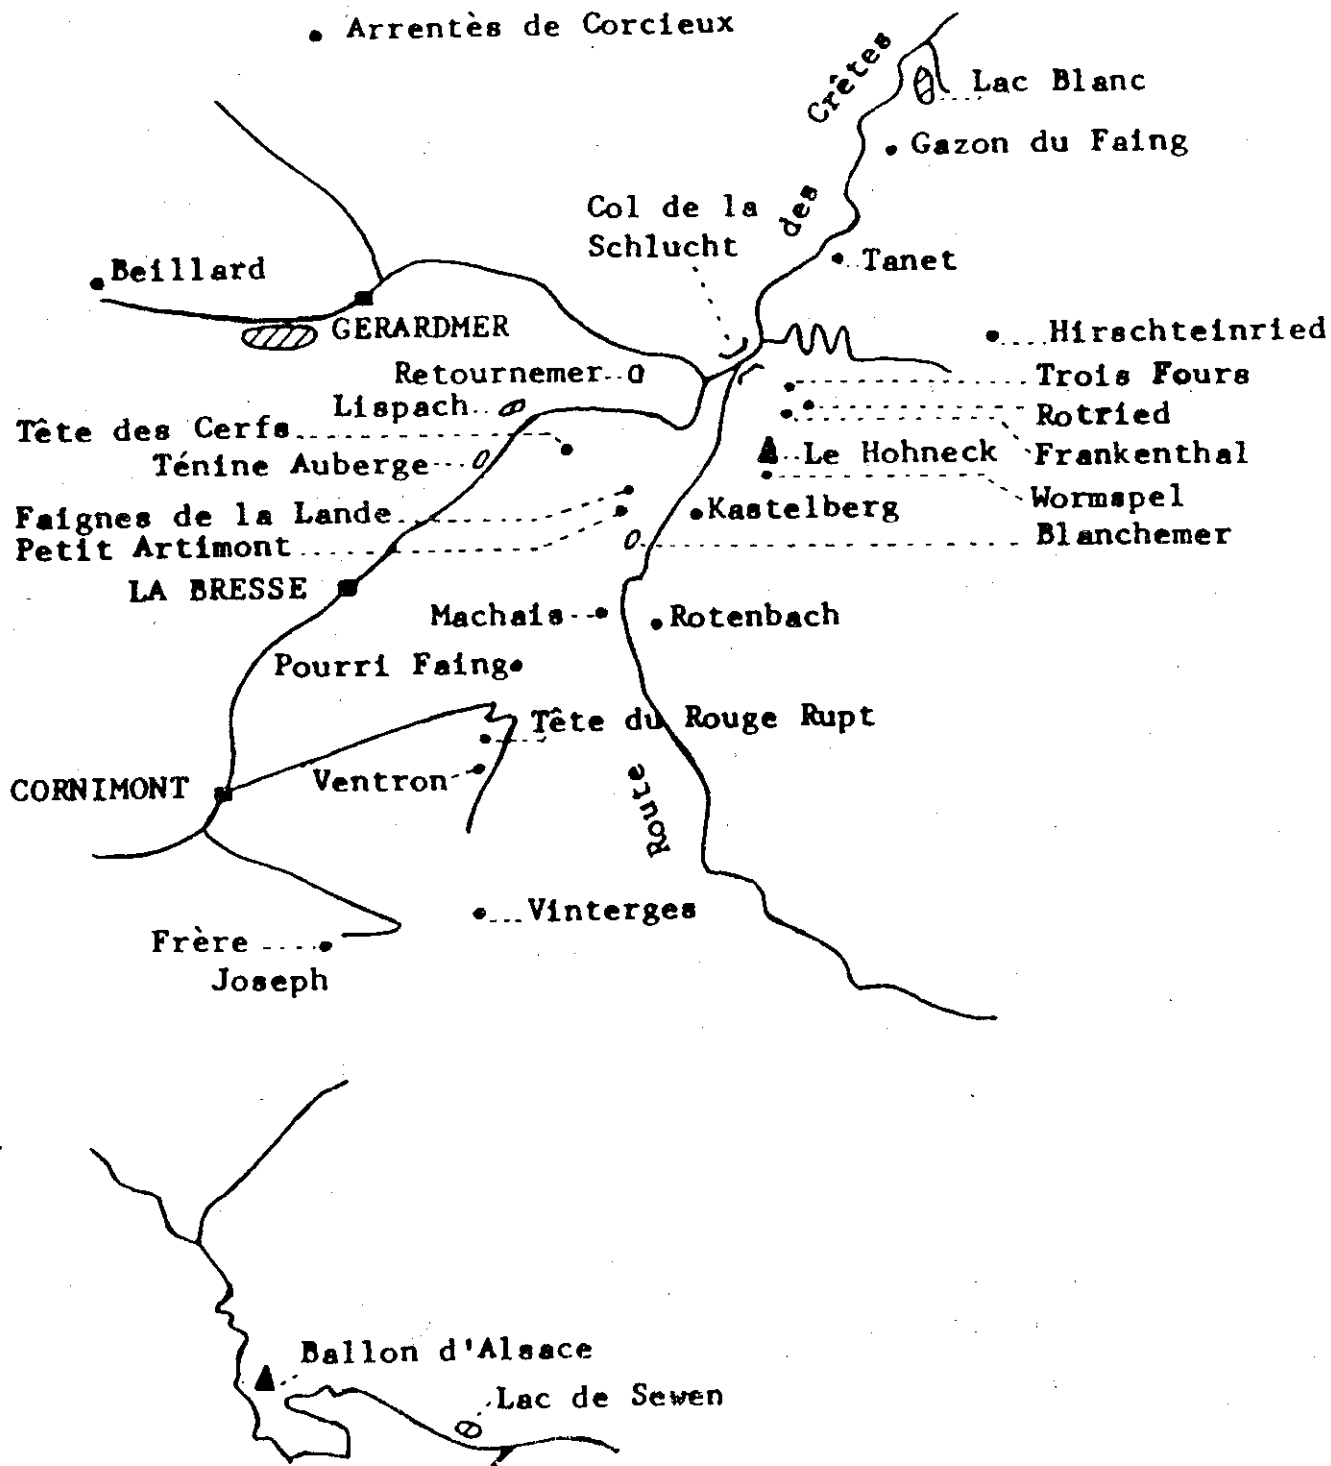 Arrentès de Corcieux
Crêtes
Lac Blanc
Gazon du Faing
Col de la
Schlucht
des
Tanet
Beillard
GERARDMER
Hirschteinried
Retournemer
Trois Fours
Lispach
Rotried
Tête des Cerfs
Le Hohneck
Frankenthal
Ténine Auberge
Wormspel
Faignes de la Lande
Kastelberg
Petit Artimont
Blanchemer
LA BRESSE
Machais
Rotenbach
Pourri Faing
Tête du Rouge Rupt
CORNIMONT
Ventron
Route
Vinterges
Frère
Joseph
Ballon d'Alsace
Lac de Sewen